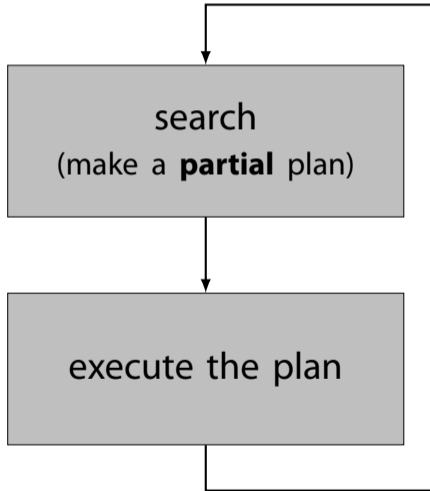 search
(make a partial plan)
execute the plan